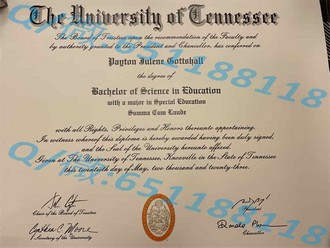 The University of Tennessee
The Board of Trustees upon the recommendation of the Faculty and
by authority granted to the President and Chancellor, has conferred on
Payton Julene Gottshall
the degree of
Bachelor of Science in Education
with a major in Special Education
Summa Cum Laude
with all Rights, Privileges and Honors thereunto appertaining.
In witness whereof this diploma is hereby awarded having been duly signed,
and the Seal of the University hereunto affixed.
Given at The University of Tennessee, Knoxville in the State of Tennessee
this twentieth day of May, two thousand and twenty.
Chair of the Board of Trustees
President
Cynthia C Moore
Secretary of the University
Chancellor
651188118